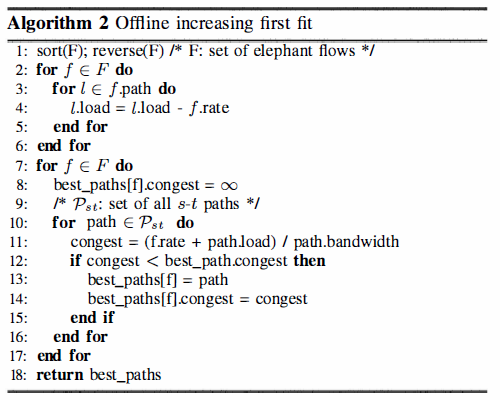 Algorithm 2 Offline increasing first fit
1: sort(F); reverse(F) /* F: set of elephant flows */
2: for f ∈ F do
3: for l ∈ f.path do
4: l.load = l.load - f.rate
5: end for
6: end for
7: for f ∈ F do
8: best_paths[f].congest = ∞
9: /* 𝒫st: set of all s-t paths */
10: for path ∈ 𝒫st do
11: congest = (f.rate + path.load) / path.bandwidth
12: if congest < best_path.congest then
13: best_paths[f] = path
14: best_paths[f].congest = congest
15: end if
16: end for
17: end for
18: return best_paths